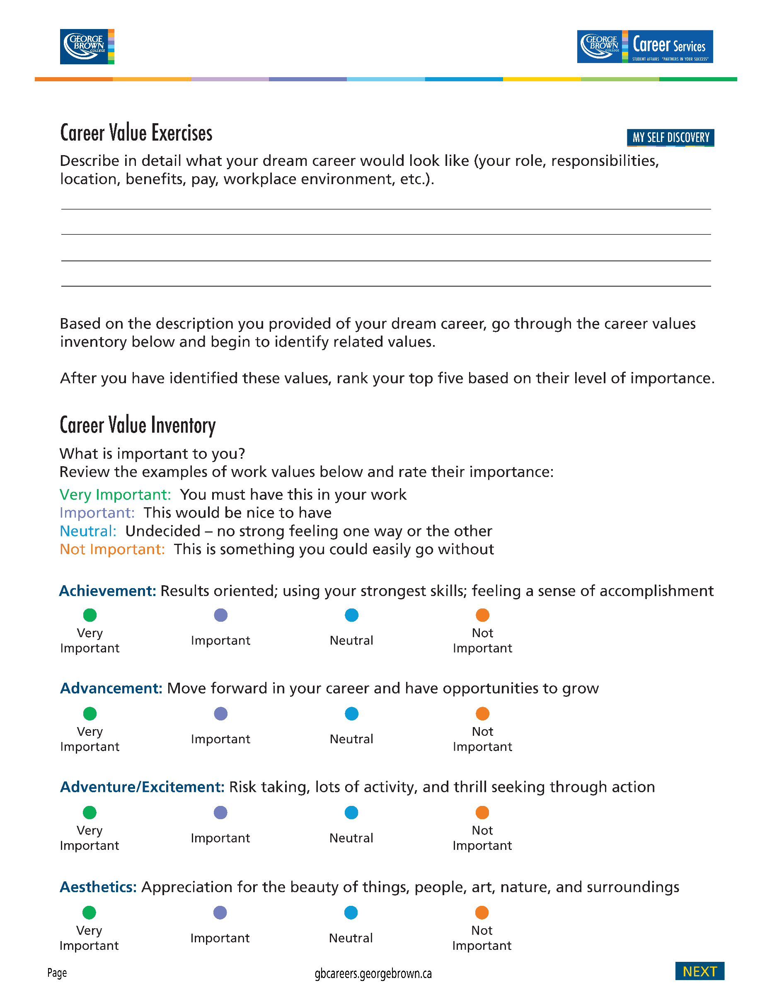 GEORGE
BROWN
COLLEGE
GEORGE
BROWN
COLLEGE
Career Services
STUDENT AFFAIRS "PARTNERS IN YOUR SUCCESS"
Career Value Exercises
MY SELF DISCOVERY
Describe in detail what your dream career would look like (your role, responsibilities,
location, benefits, pay, workplace environment, etc.).
Based on the description you provided of your dream career, go through the career values
inventory below and begin to identify related values.
After you have identified these values, rank your top five based on their level of importance.
Career Value Inventory
What is important to you?
Review the examples of work values below and rate their importance:
Very Important: You must have this in your work
Important: This would be nice to have
Neutral: Undecided – no strong feeling one way or the other
Not Important: This is something you could easily go without
Achievement: Results oriented; using your strongest skills; feeling a sense of accomplishment
Very
Important
Important
Neutral
Not
Important
Advancement: Move forward in your career and have opportunities to grow
Very
Important
Important
Neutral
Not
Important
Adventure/Excitement: Risk taking, lots of activity, and thrill seeking through action
Very
Important
Important
Neutral
Not
Important
Aesthetics: Appreciation for the beauty of things, people, art, nature, and surroundings
Very
Important
Important
Neutral
Not
Important
Page
gbcareers.georgebrown.ca
NEXT